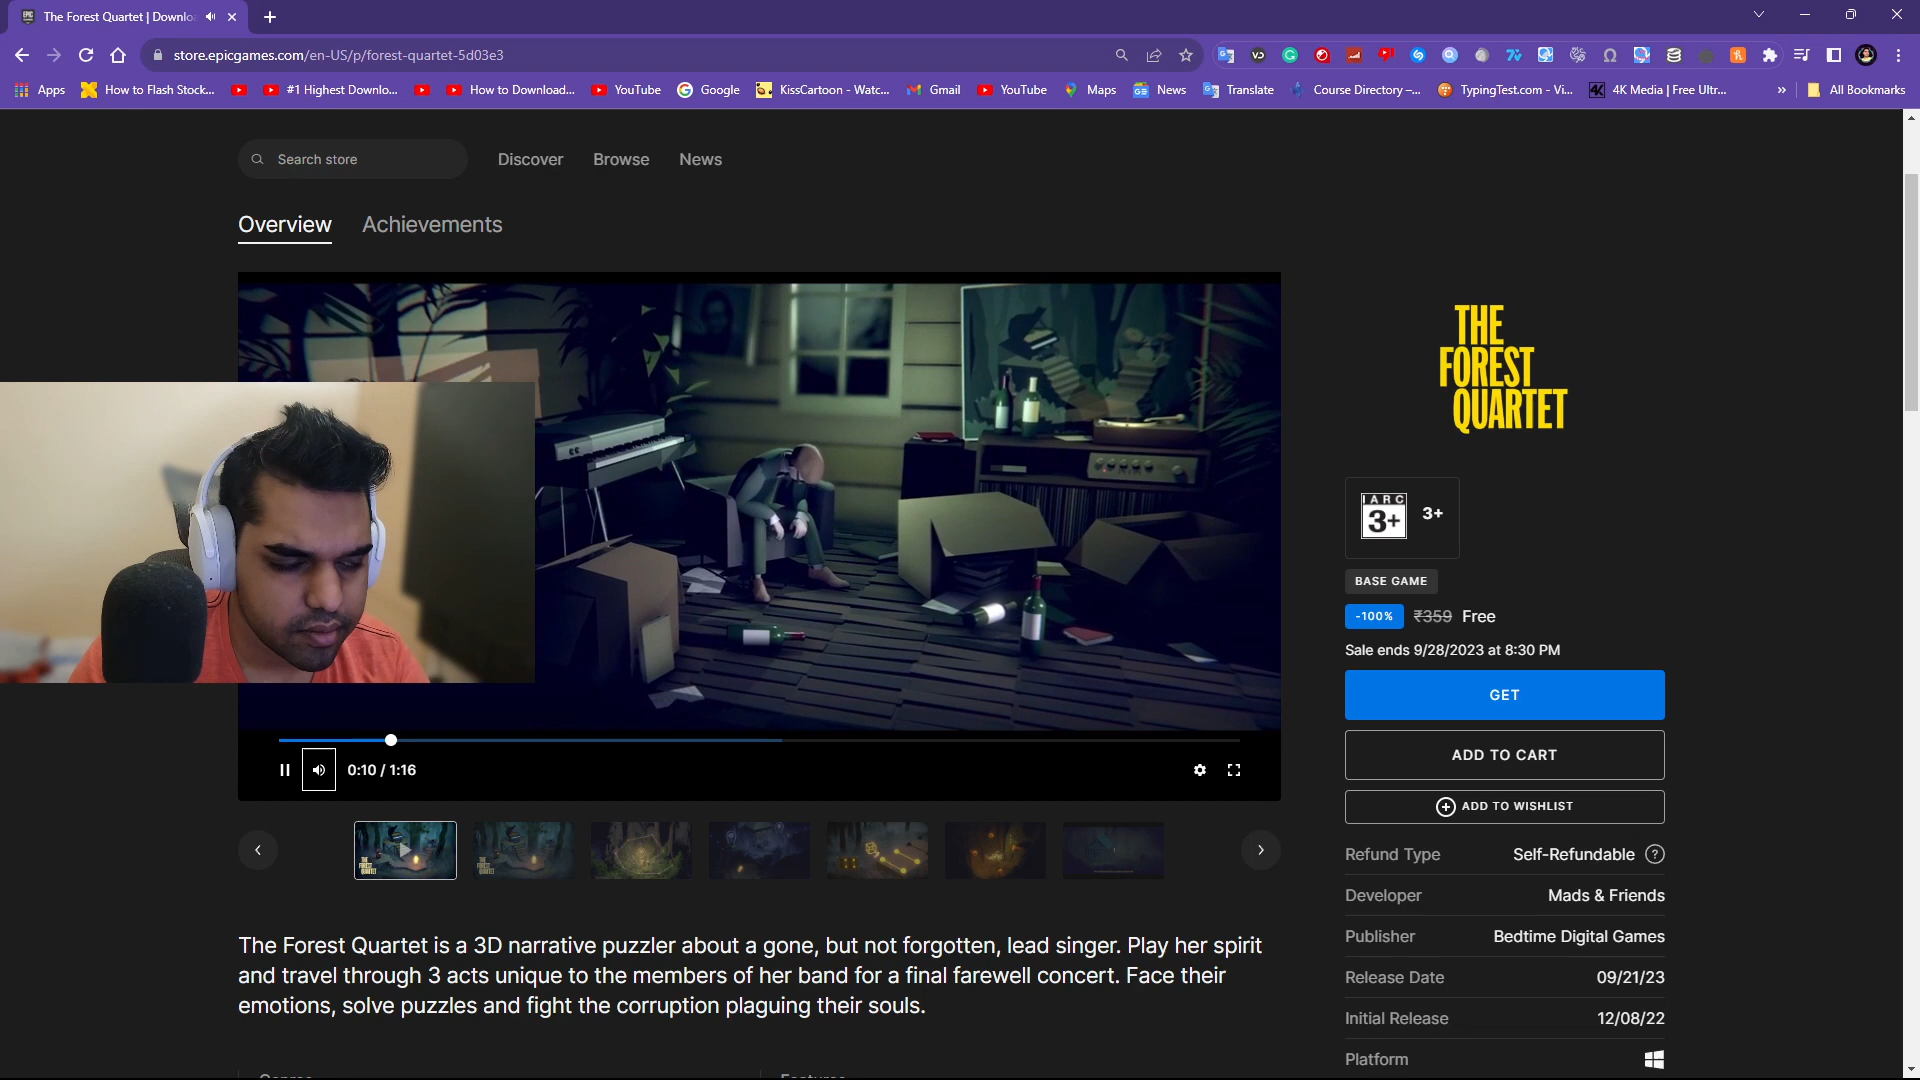 The Forest Quartet | Downlo
store.epicgames.com/en-US/p/forest-quartet-5d03e3
Apps
How to Flash Stock...
#1 Highest Downlo...
How to Download...
YouTube
Google
KissCartoon - Watc...
Gmail
YouTube
Maps
News
Translate
Course Directory –...
TypingTest.com - Vi...
4K Media | Free Ultr...
»
All Bookmarks
Search store
Discover
Browse
News
Overview
Achievements
THE
FOREST
QUARTET
IARC
3+
3+
BASE GAME
-100% ₹359 Free
Sale ends 9/28/2023 at 8:30 PM
GET
ADD TO CART
ADD TO WISHLIST
0:10 / 1:16
Refund Type Self-Refundable
Developer Mads & Friends
Publisher Bedtime Digital Games
Release Date 09/21/23
Initial Release 12/08/22
Platform
The Forest Quartet is a 3D narrative puzzler about a gone, but not forgotten, lead singer. Play her spirit
and travel through 3 acts unique to the members of her band for a final farewell concert. Face their
emotions, solve puzzles and fight the corruption plaguing their souls.